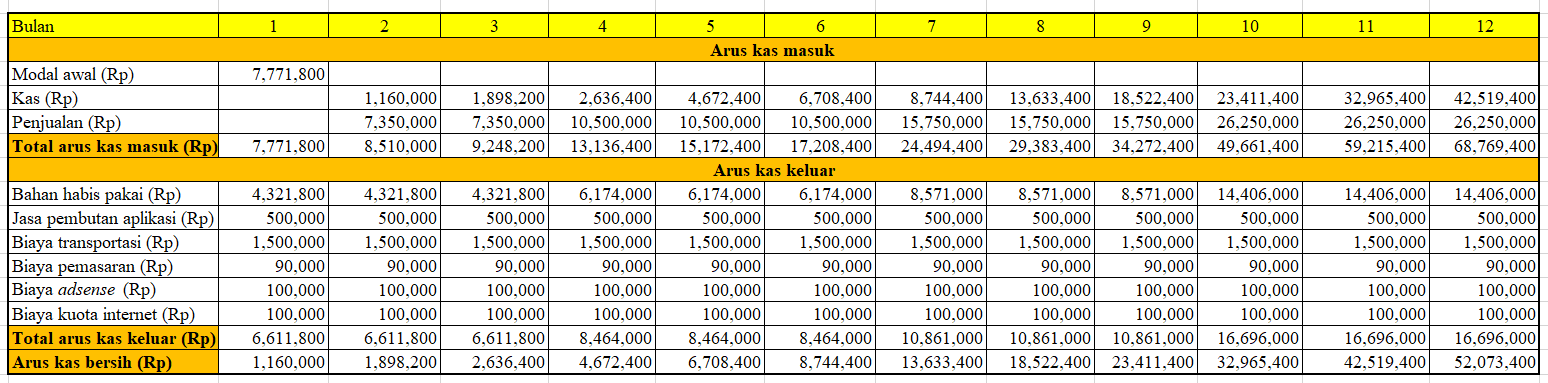 Bulan 1 2 3 4 5 6 7 8 9 10 11 12
Arus kas masuk
Modal awal (Rp) 7,771,800
Kas (Rp) 1,160,000 1,898,200 2,636,400 4,672,400 6,708,400 8,744,400 13,633,400 18,522,400 23,411,400 32,965,400 42,519,400
Penjualan (Rp) 7,350,000 7,350,000 10,500,000 10,500,000 10,500,000 15,750,000 15,750,000 15,750,000 26,250,000 26,250,000 26,250,000
Total arus kas masuk (Rp) 7,771,800 8,510,000 9,248,200 13,136,400 15,172,400 17,208,400 24,494,400 29,383,400 34,272,400 49,661,400 59,215,400 68,769,400
Arus kas keluar
Bahan habis pakai (Rp) 4,321,800 4,321,800 4,321,800 6,174,000 6,174,000 6,174,000 8,571,000 8,571,000 8,571,000 14,406,000 14,406,000 14,406,000
Jasa pembutan aplikasi (Rp) 500,000 500,000 500,000 500,000 500,000 500,000 500,000 500,000 500,000 500,000 500,000 500,000
Biaya transportasi (Rp) 1,500,000 1,500,000 1,500,000 1,500,000 1,500,000 1,500,000 1,500,000 1,500,000 1,500,000 1,500,000 1,500,000 1,500,000
Biaya pemasaran (Rp) 90,000 90,000 90,000 90,000 90,000 90,000 90,000 90,000 90,000 90,000 90,000 90,000
Biaya adsense (Rp) 100,000 100,000 100,000 100,000 100,000 100,000 100,000 100,000 100,000 100,000 100,000 100,000
Biaya kuota internet (Rp) 100,000 100,000 100,000 100,000 100,000 100,000 100,000 100,000 100,000 100,000 100,000 100,000
Total arus kas keluar (Rp) 6,611,800 6,611,800 6,611,800 8,464,000 8,464,000 8,464,000 10,861,000 10,861,000 10,861,000 16,696,000 16,696,000 16,696,000
Arus kas bersih (Rp) 1,160,000 1,898,200 2,636,400 4,672,400 6,708,400 8,744,400 13,633,400 18,522,400 23,411,400 32,965,400 42,519,400 52,073,400